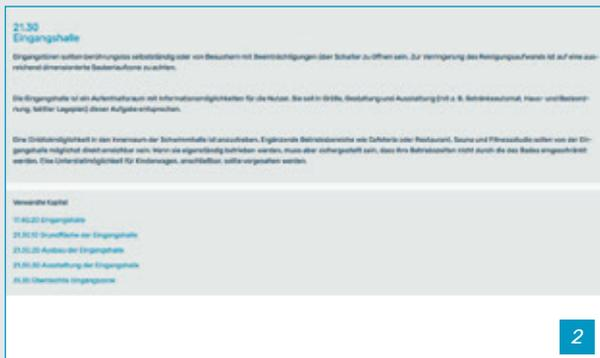 21.30
Eingangshalle
Eingangstüren sollten berührungslos selbstständig oder von Besuchern mit Beeinträchtigungen über Schalter zu öffnen sein. Zur Verringerung des Reinigungsaufwands ist auf eine aus-
reichend dimensionierte Sauberlaufzone zu achten.
Die Eingangshalle ist ein Aufenthaltsraum mit Informationsmöglichkeiten für die Nutzer. Sie soll in Größe, Gestaltung und Ausstattung (mit z. B. Getränkeautomat, Haus- und Badeord-
nung, taktiler Lageplan) dieser Aufgabe entsprechen.
Eine Einblickmöglichkeit in den Innenraum der Schwimmhalle ist anzustreben. Ergänzende Betriebsbereiche wie Cafeteria oder Restaurant, Sauna und Fitnessstudio sollten von der Ein-
gangshalle möglichst direkt erreichbar sein. Wenn sie eigenständig betrieben werden, muss aber sichergestellt sein, dass ihre Betriebszeiten nicht durch die des Bades eingeschränkt
werden. Eine Unterstellmöglichkeit für Kinderwagen, anschließbar, sollte vorgesehen werden.
Verwandte Kapitel
Eingangshalle
21.30.10 Grundfläche der Eingangshalle
21.30.20 Ausbau der Eingangshalle
21.30.30 Ausstattung der Eingangshalle
Eingangszone
2